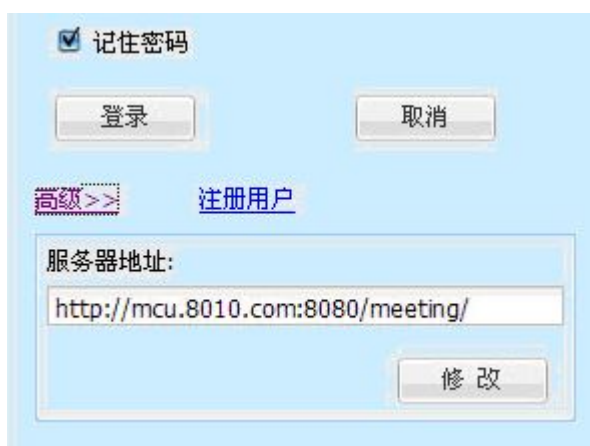 记住密码
登录 取消
高级>> 注册用户
服务器地址:
http://mcu.8010.com:8080/meeting/
修 改